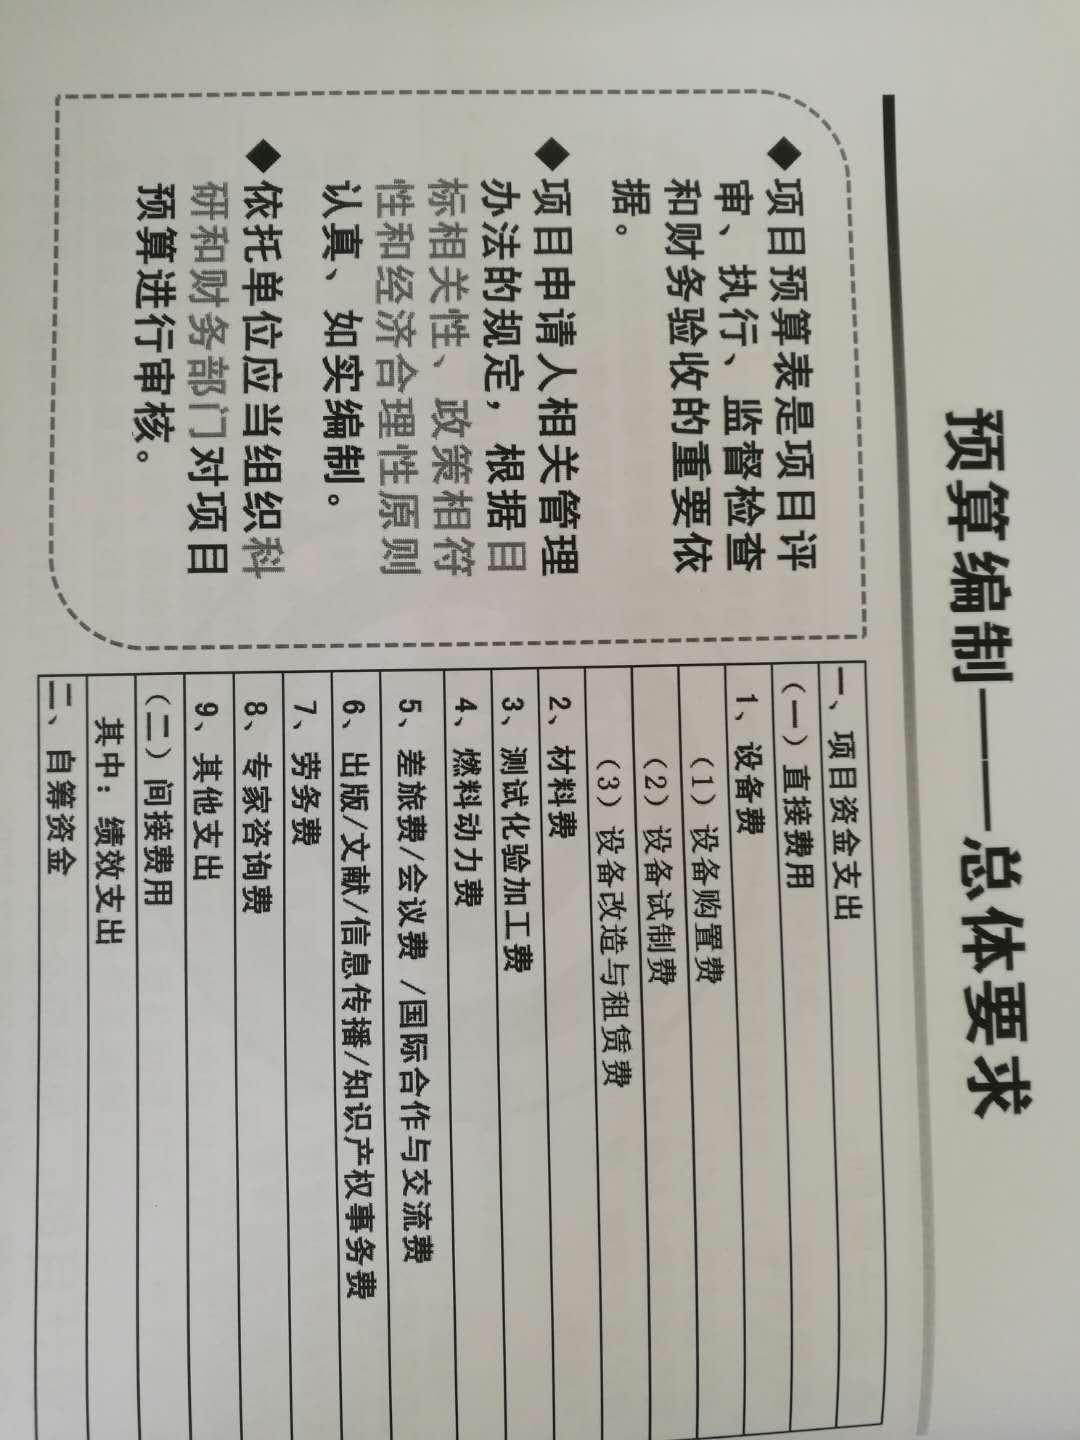 预算编制——总体要求
◆项目预算表是项目评
审、执行、监督检查
和财务验收的重要依
据。
◆项目申请人相关管理
办法的规定，根据目
标相关性、政策相符
性和经济合理性原则
认真、如实编制。
◆依托单位应当组织科
研和财务部门对项目
预算进行审核。
一、项目资金支出
（一）直接费用
1、设备费
（1）设备购置费
（2）设备试制费
（3）设备改造与租赁费
2、材料费
3、测试化验加工费
4、燃料动力费
5、差旅费/会议费 /国际合作与交流费
6、出版/文献/信息传播/知识产权事务费
7、劳务费
8、专家咨询费
9、其他支出
（二）间接费用
其中：绩效支出
二、自筹资金